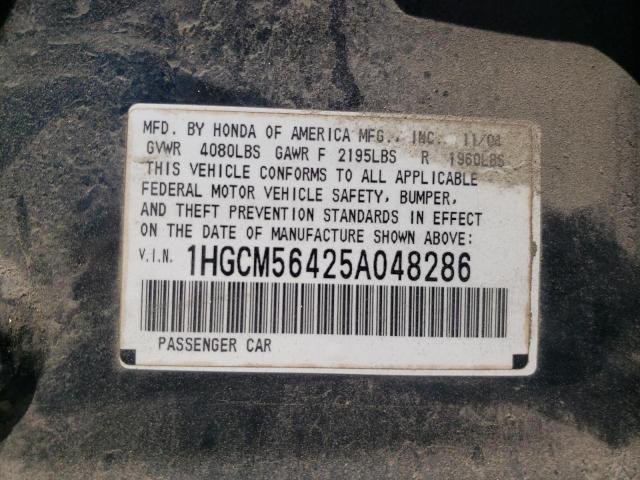 MFD. BY HONDA OF AMERICA MFG., INC. 11/04
GVWR 4080LBS GAWR F 2195LBS R 1960LBS
THIS VEHICLE CONFORMS TO ALL APPLICABLE
FEDERAL MOTOR VEHICLE SAFETY, BUMPER,
AND THEFT PREVENTION STANDARDS IN EFFECT
ON THE DATE OF MANUFACTURE SHOWN ABOVE:
V.I.N. 1HGCM56425A048286
PASSENGER CAR